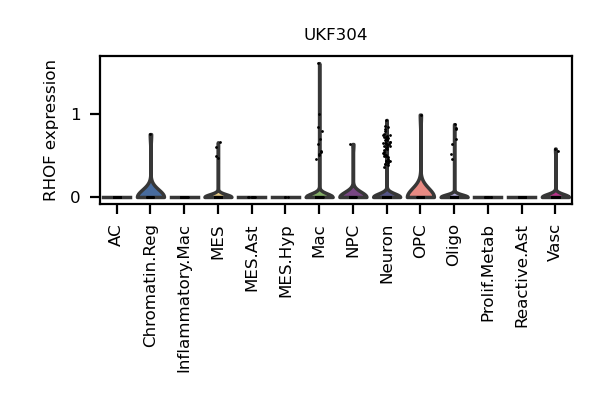 UKF304
RHOF expression
1
0
AC
Chromatin.Reg
Inflammatory.Mac
MES
MES.Ast
MES.Hyp
Mac
NPC
Neuron
OPC
Oligo
Prolif.Metab
Reactive.Ast
Vasc